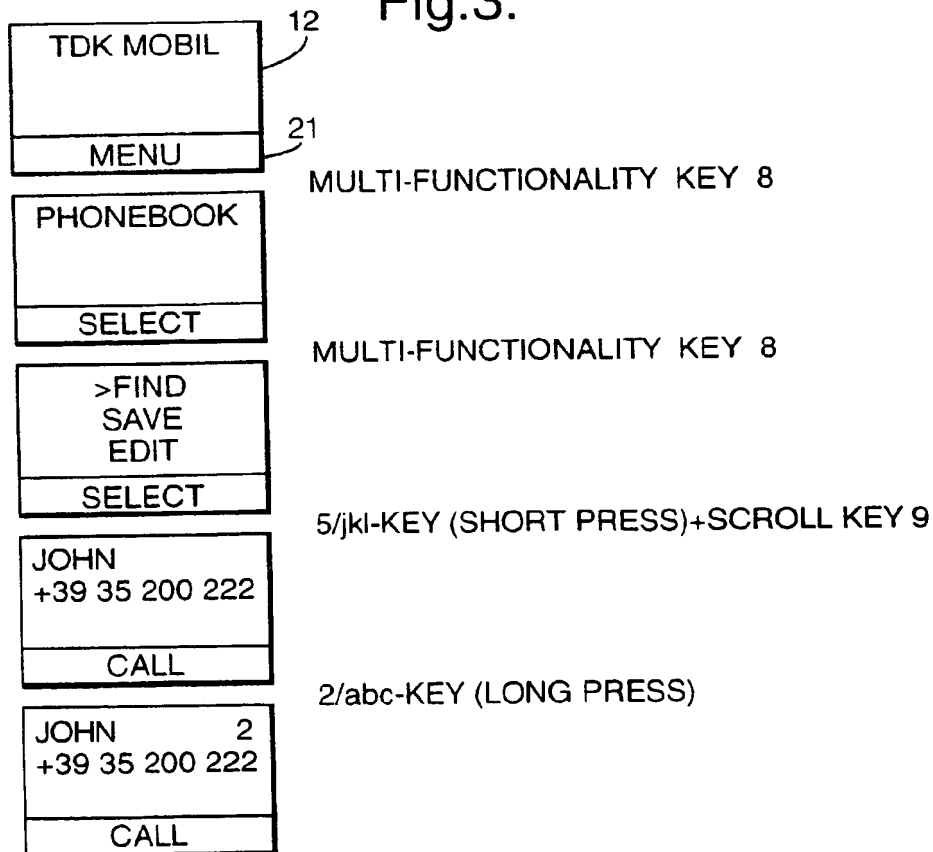 Fig.3.
TDK MOBIL
12
MENU
21
MULTI-FUNCTIONALITY KEY 8
PHONEBOOK
SELECT
MULTI-FUNCTIONALITY KEY 8
>FIND
SAVE
EDIT
SELECT
5/jkl-KEY (SHORT PRESS)+SCROLL KEY 9
JOHN
+39 35 200 222
CALL
2/abc-KEY (LONG PRESS)
JOHN 2
+39 35 200 222
CALL